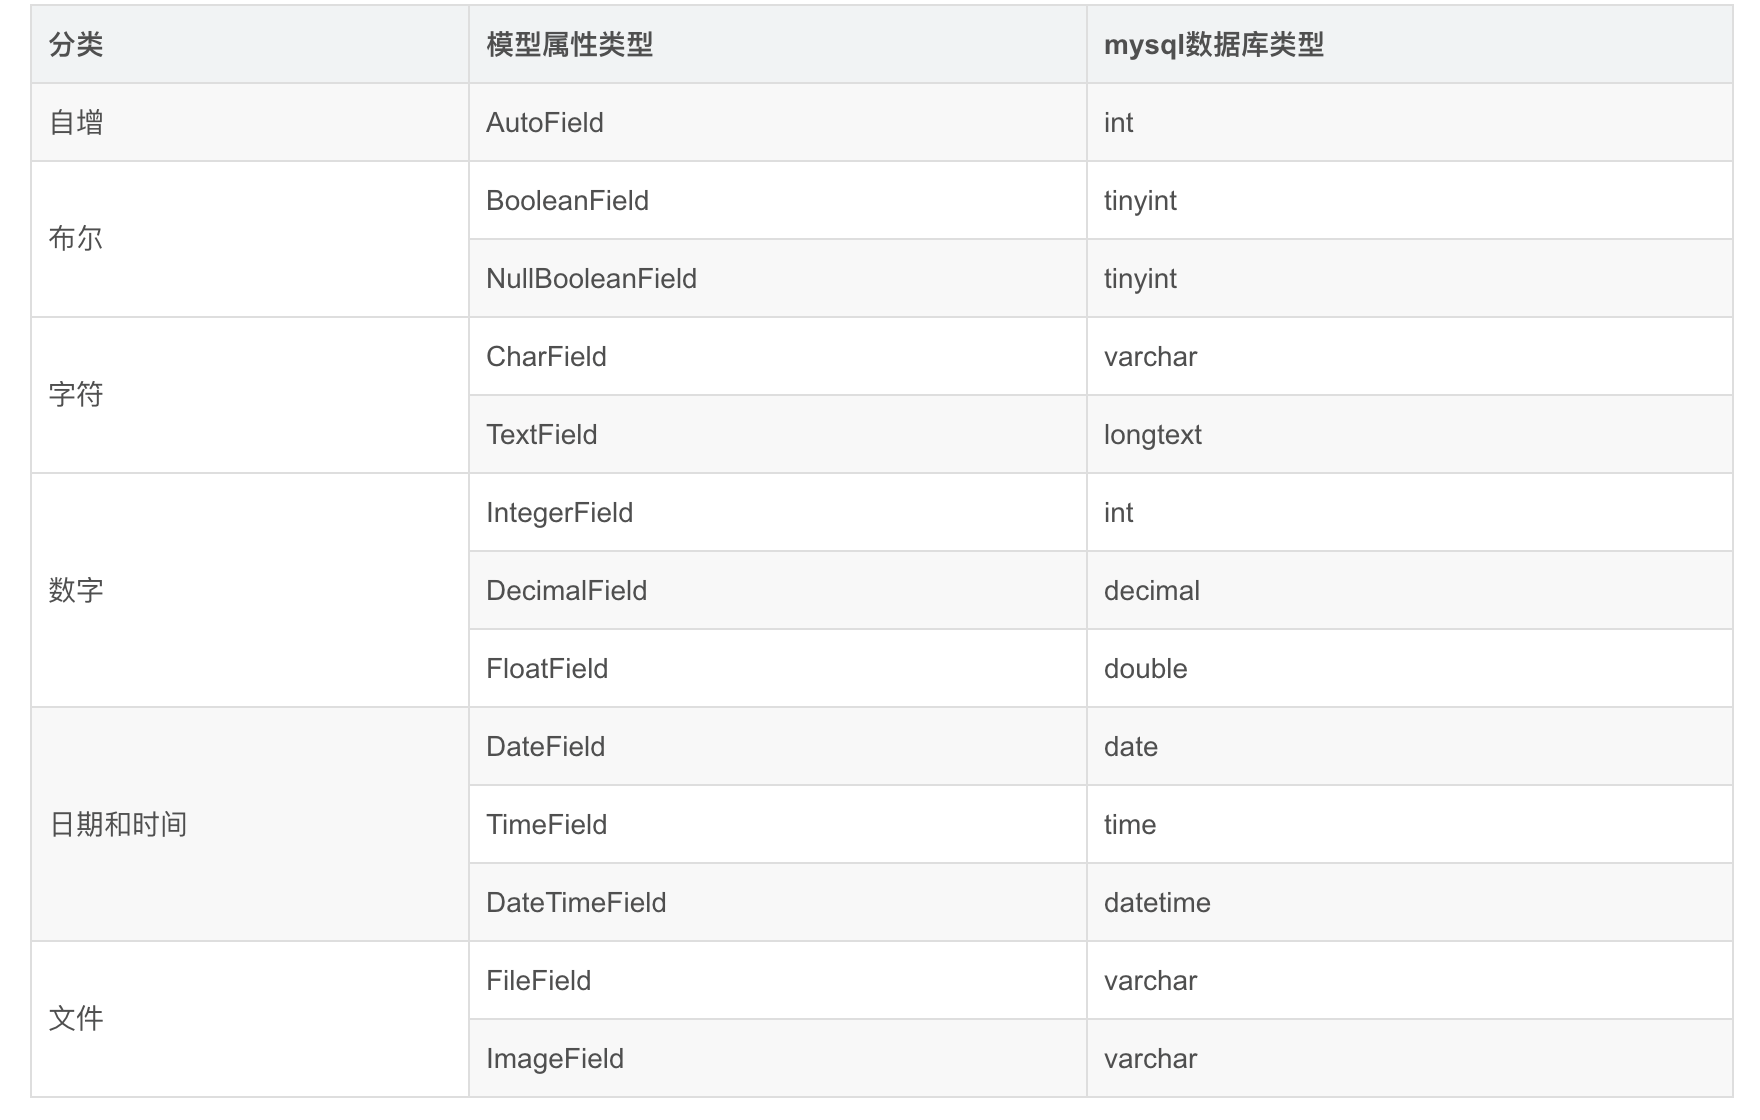 分类 模型属性类型 mysql数据库类型
自增 AutoField int
布尔 BooleanField tinyint
NullBooleanField tinyint
字符 CharField varchar
TextField longtext
数字 IntegerField int
DecimalField decimal
FloatField double
日期和时间 DateField date
TimeField time
DateTimeField datetime
文件 FileField varchar
ImageField varchar